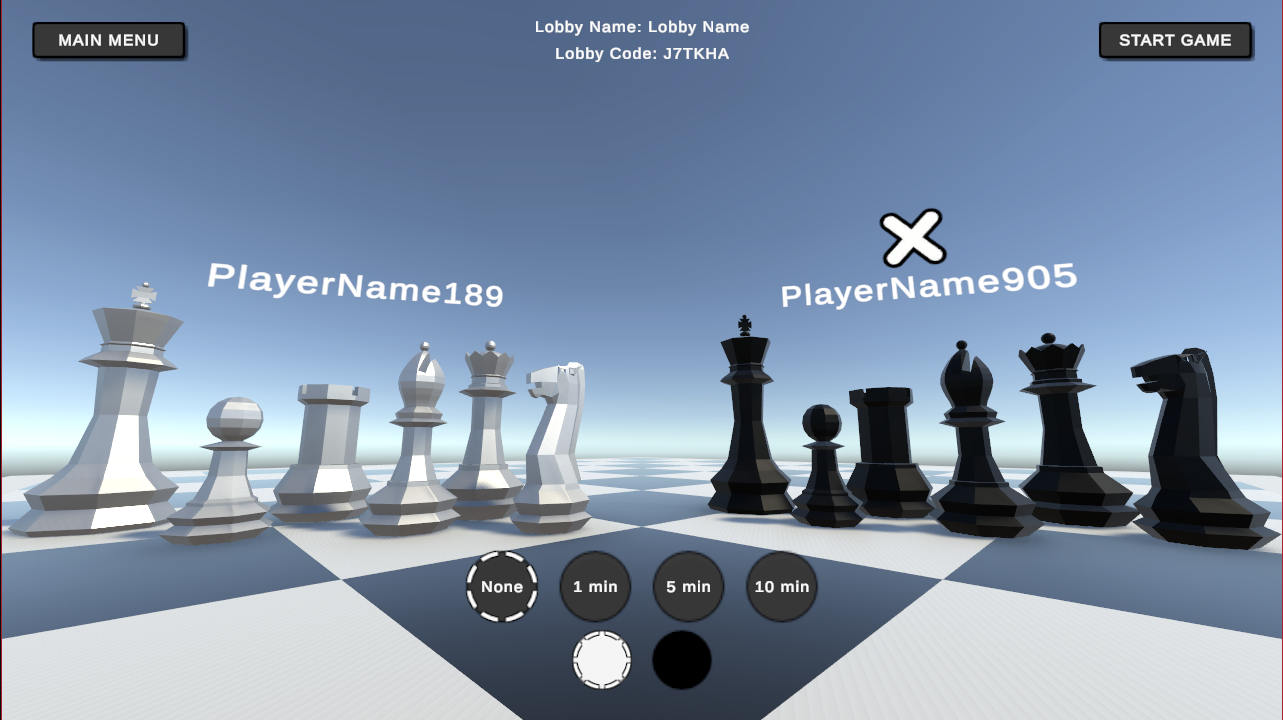 MAIN MENU
Lobby Name: Lobby Name
Lobby Code: J7TKHA
START GAME
PlayerName189
PlayerName905
None
1 min
5 min
10 min